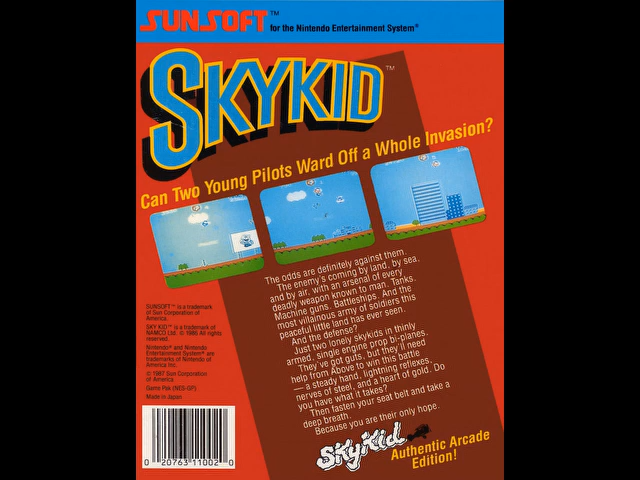 SUNSOFT™ for the Nintendo Entertainment System®
SKYKID™
Can Two Young Pilots Ward Off a Whole Invasion?
The odds are definitely against them
The enemy's coming by land, by sea,
and by air, with an arsenal of every
deadly weapon known to man. Tanks.
Machine guns. Battleships. And the
most villainous army of soldiers this
peaceful little land has ever seen.
And the defense?
Just two lonely skykids in thinly
armed, single engine prop bi-planes.
They've got guts, but they'll need
help from Above to win this battle
— a steady hand, lightning reflexes,
nerves of steel, and a heart of gold. Do
you have what it takes?
Then fasten your seat belt and take a
deep breath.
Because you are their only hope.
SUNSOFT™ is a trademark
of Sun Corporation of
America.
SKY KID™ is a trademark of
NAMCO Ltd. © 1985 All rights
reserved.
Nintendo® and Nintendo
Entertainment System® are
trademarks of Nintendo of
America Inc.
© 1987 Sun Corporation
of America
Game Pak (NES-GP)
Made in Japan
0 20763 11002 0
SkyKid
Authentic Arcade
Edition!